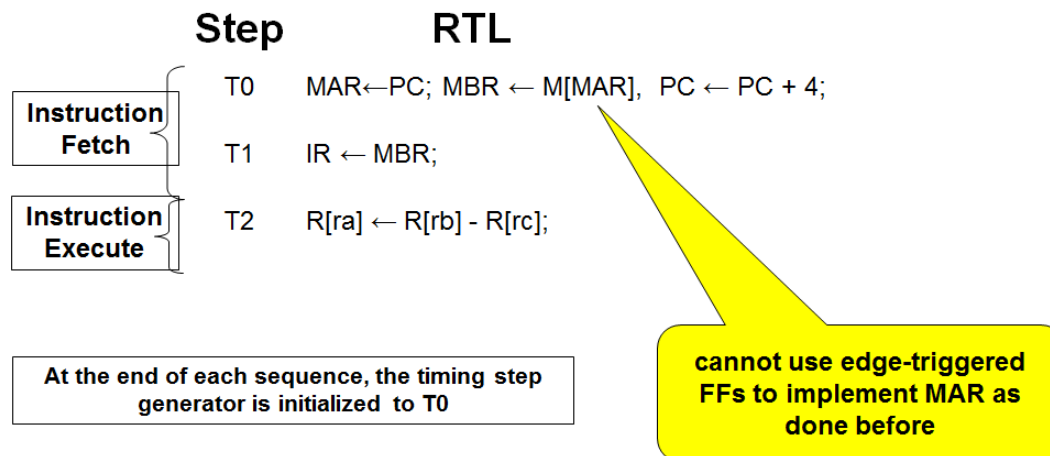 Step RTL
T0 MAR←PC; MBR ← M[MAR], PC ← PC + 4;
Instruction
Fetch
T1 IR ← MBR;
Instruction
Execute
T2 R[ra] ← R[rb] - R[rc];
At the end of each sequence, the timing step
generator is initialized to T0
cannot use edge-triggered
FFs to implement MAR as
done before